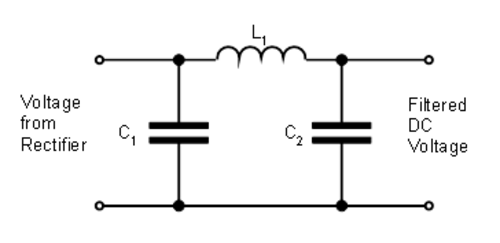 L₁
Voltage
from
Rectifier
C₁
C₂
Filtered
DC
Voltage